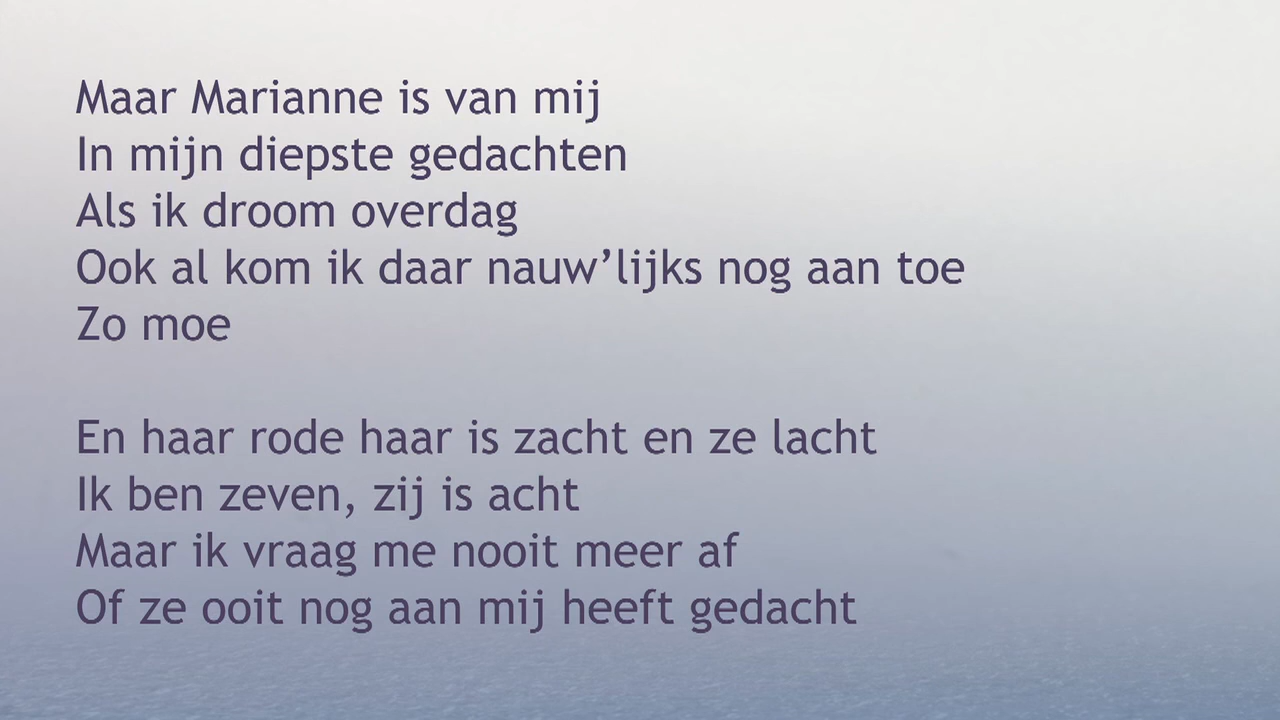 Maar Marianne is van mij
In mijn diepste gedachten
Als ik droom overdag
Ook al kom ik daar nauw’lijks nog aan toe
Zo moe
En haar rode haar is zacht en ze lacht
Ik ben zeven, zij is acht
Maar ik vraag me nooit meer af
Of ze ooit nog aan mij heeft gedacht